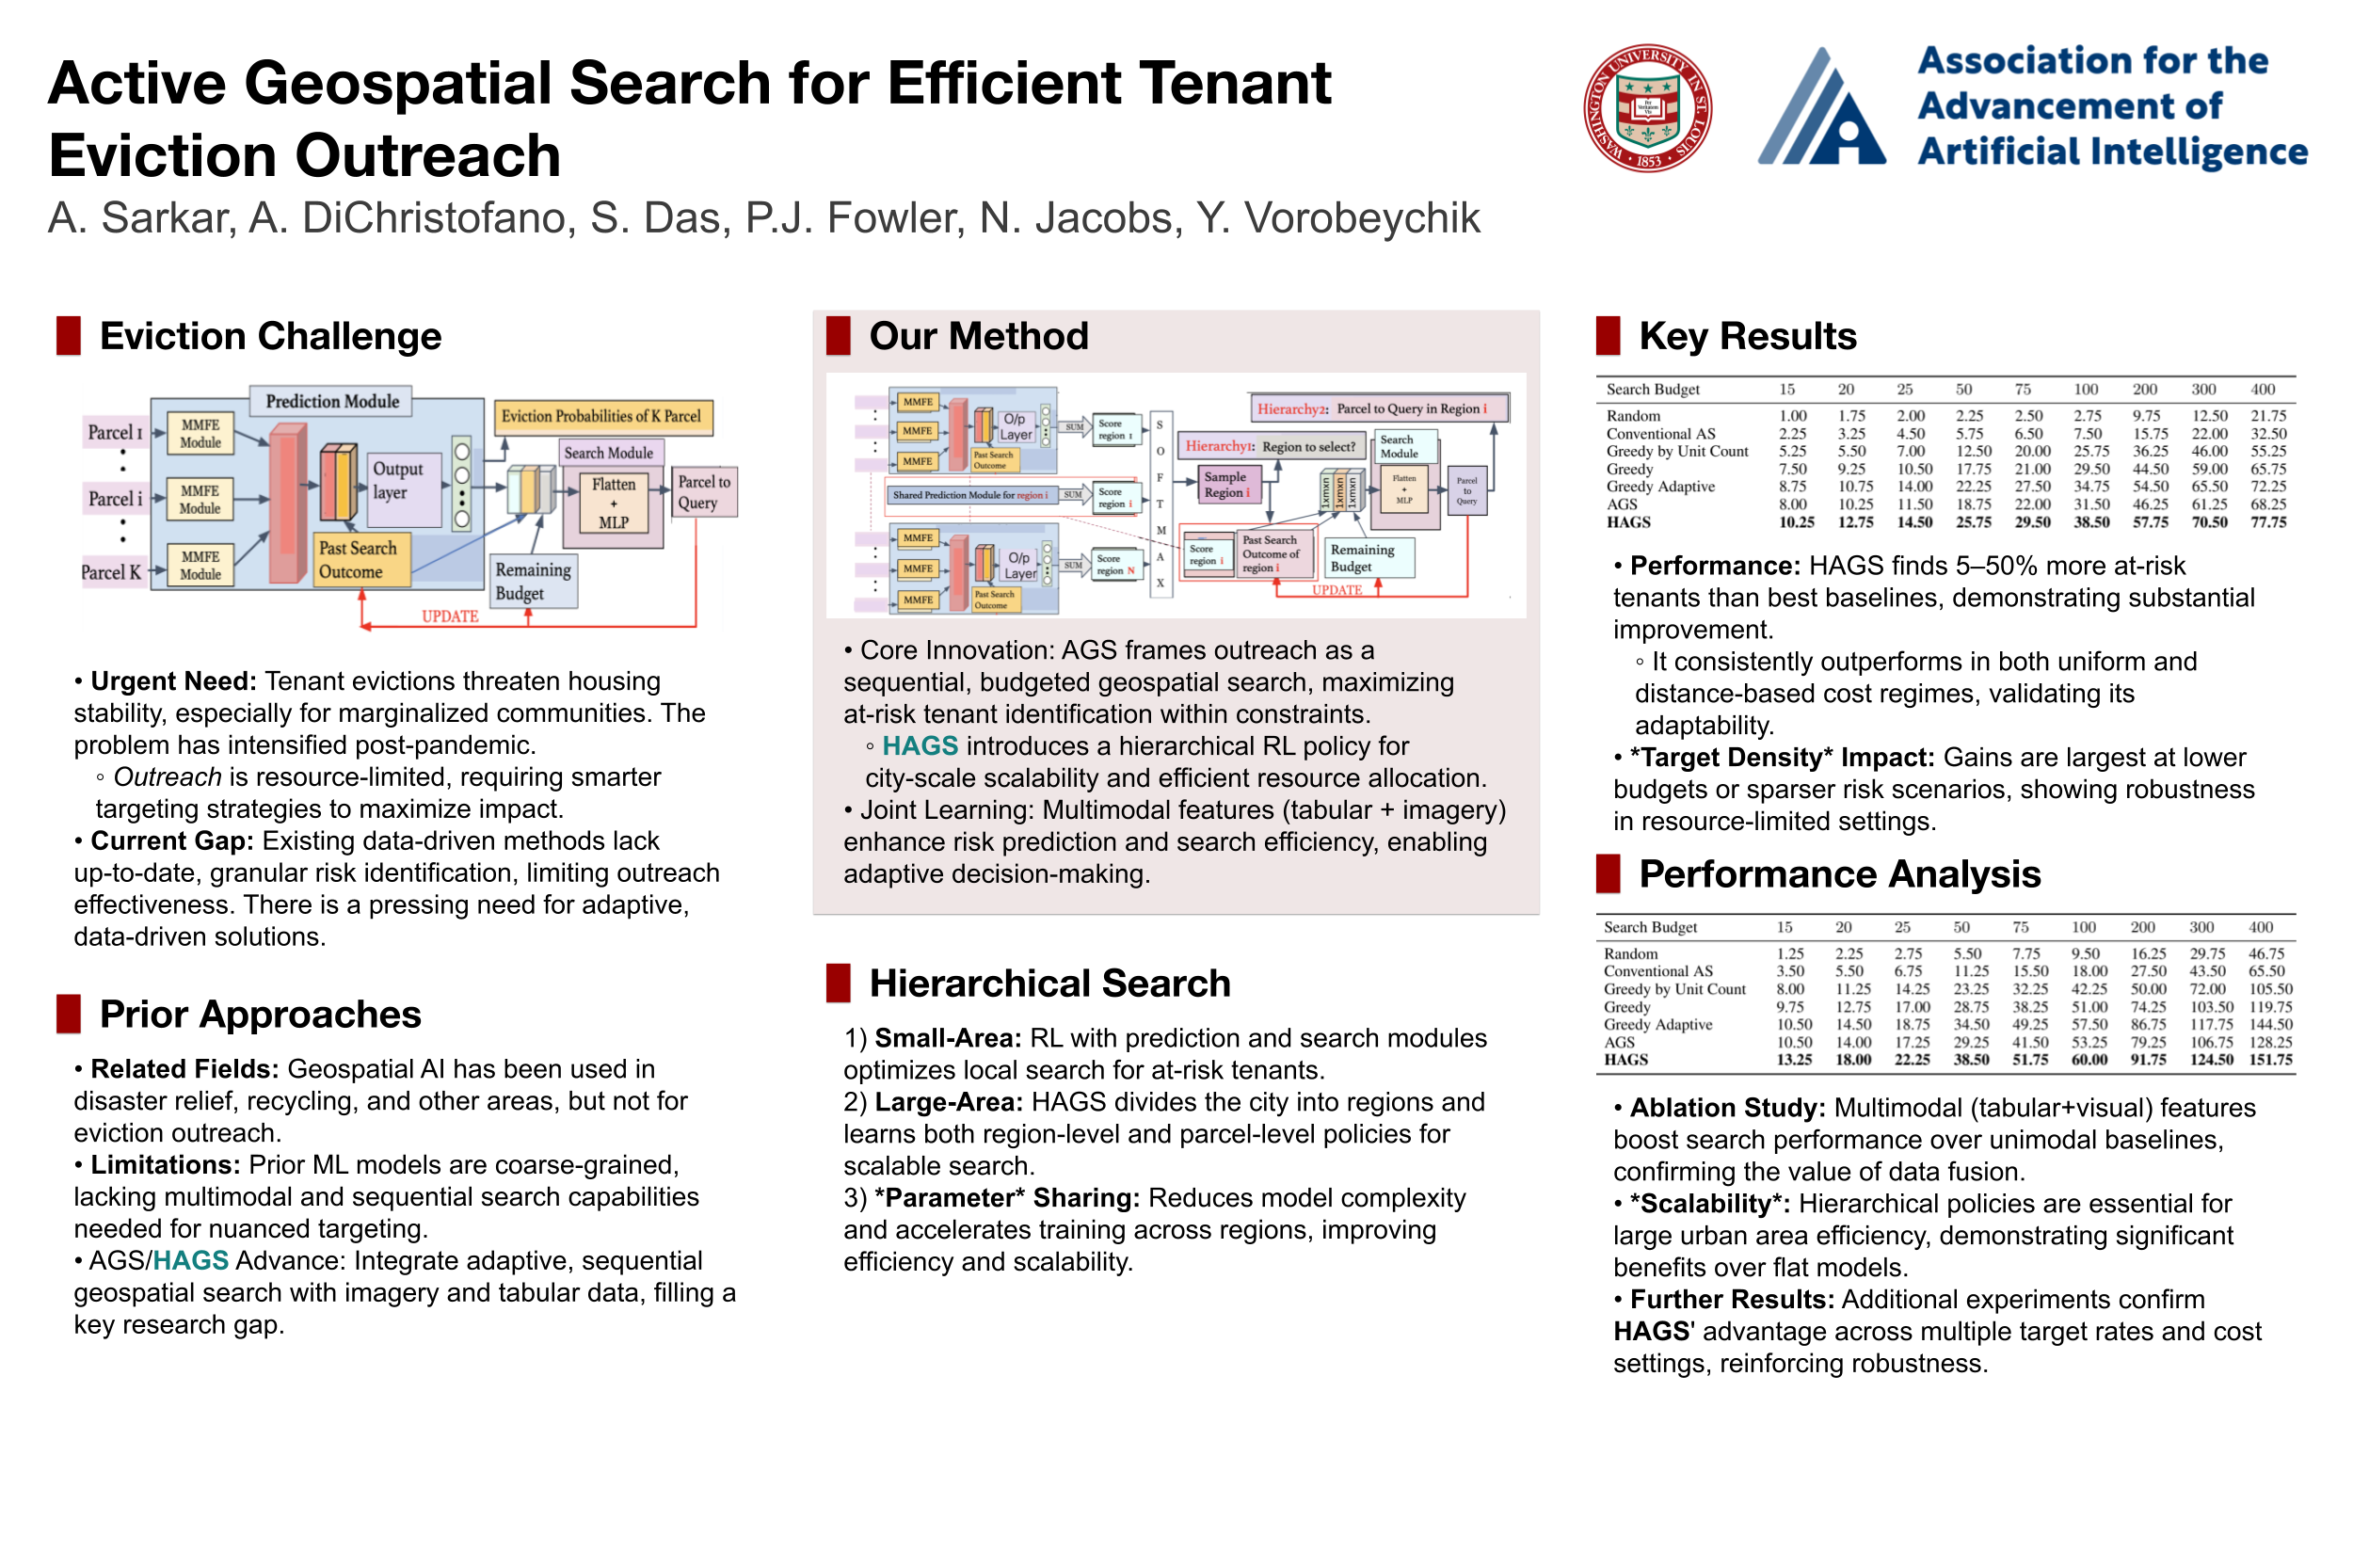 Active Geospatial Search for Efficient Tenant
Eviction Outreach
A. Sarkar, A. DiChristofano, S. Das, P.J. Fowler, N. Jacobs, Y. Vorobeychik
WASHINGTON UNIVERSITY IN ST. LOUIS
· 1853 ·
Association for the
Advancement of
Artificial Intelligence
Eviction Challenge
Prediction Module
Eviction Probabilities of K Parcel
Parcel 1
MMFE
Module
Search Module
Parcel i
MMFE
Module
Output
layer
Flatten
+
MLP
Parcel to
Query
Parcel K
MMFE
Module
Past Search
Outcome
Remaining
Budget
UPDATE
• Urgent Need: Tenant evictions threaten housing
stability, especially for marginalized communities. The
problem has intensified post-pandemic.
◦ Outreach is resource-limited, requiring smarter
targeting strategies to maximize impact.
• Current Gap: Existing data-driven methods lack
up-to-date, granular risk identification, limiting outreach
effectiveness. There is a pressing need for adaptive,
data-driven solutions.
Prior Approaches
• Related Fields: Geospatial AI has been used in
disaster relief, recycling, and other areas, but not for
eviction outreach.
• Limitations: Prior ML models are coarse-grained,
lacking multimodal and sequential search capabilities
needed for nuanced targeting.
• AGS/HAGS Advance: Integrate adaptive, sequential
geospatial search with imagery and tabular data, filling a
key research gap.
Our Method
MMFE
MMFE
MMFE
O/p
Layer
Past Search
Outcome
SUM
Score
region 1
Shared Prediction Module for region i
SUM
Score
region i
MMFE
MMFE
MMFE
O/p
Layer
Past Search
Outcome
SUM
Score
region N
S
O
F
T
M
A
X
Hierarchy2: Parcel to Query in Region i
Hierarchy1: Region to select?
Search
Module
Sample
Region i
1xmxn
1xmxn
1xmxn
Flatten
+
MLP
Parcel
to
Query
Score
region i
Past Search
Outcome of
region i
Remaining
Budget
UPDATE
• Core Innovation: AGS frames outreach as a
sequential, budgeted geospatial search, maximizing
at-risk tenant identification within constraints.
◦ HAGS introduces a hierarchical RL policy for
city-scale scalability and efficient resource allocation.
• Joint Learning: Multimodal features (tabular + imagery)
enhance risk prediction and search efficiency, enabling
adaptive decision-making.
Hierarchical Search
1) Small-Area: RL with prediction and search modules
optimizes local search for at-risk tenants.
2) Large-Area: HAGS divides the city into regions and
learns both region-level and parcel-level policies for
scalable search.
3) *Parameter* Sharing: Reduces model complexity
and accelerates training across regions, improving
efficiency and scalability.
Key Results
Search Budget 15 20 25 50 75 100 200 300 400
Random 1.00 1.75 2.00 2.25 2.50 2.75 9.75 12.50 21.75
Conventional AS 2.25 3.25 4.50 5.75 6.50 7.50 15.75 22.00 32.50
Greedy by Unit Count 5.25 5.50 7.00 12.50 20.00 25.75 36.25 46.00 55.25
Greedy 7.50 9.25 10.50 17.75 21.00 29.50 44.50 59.00 65.75
Greedy Adaptive 8.75 10.75 14.00 22.25 27.50 34.75 54.50 65.50 72.25
AGS 8.00 10.25 11.50 18.75 22.00 31.50 46.25 61.25 68.25
HAGS 10.25 12.75 14.50 25.75 29.50 38.50 57.75 70.50 77.75
• Performance: HAGS finds 5–50% more at-risk
tenants than best baselines, demonstrating substantial
improvement.
◦ It consistently outperforms in both uniform and
distance-based cost regimes, validating its
adaptability.
• *Target Density* Impact: Gains are largest at lower
budgets or sparser risk scenarios, showing robustness
in resource-limited settings.
Performance Analysis
Search Budget 15 20 25 50 75 100 200 300 400
Random 1.25 2.25 2.75 5.50 7.75 9.50 16.25 29.75 46.75
Conventional AS 3.50 5.50 6.75 11.25 15.50 18.00 27.50 43.50 65.50
Greedy by Unit Count 8.00 11.25 14.25 23.25 32.25 42.25 50.00 72.00 105.50
Greedy 9.75 12.75 17.00 28.75 38.25 51.00 74.25 103.50 119.75
Greedy Adaptive 10.50 14.50 18.75 34.50 49.25 57.50 86.75 117.75 144.50
AGS 10.50 14.00 17.25 29.25 41.50 53.25 79.25 106.75 128.25
HAGS 13.25 18.00 22.25 38.50 51.75 60.00 91.75 124.50 151.75
• Ablation Study: Multimodal (tabular+visual) features
boost search performance over unimodal baselines,
confirming the value of data fusion.
• *Scalability*: Hierarchical policies are essential for
large urban area efficiency, demonstrating significant
benefits over flat models.
• Further Results: Additional experiments confirm
HAGS' advantage across multiple target rates and cost
settings, reinforcing robustness.